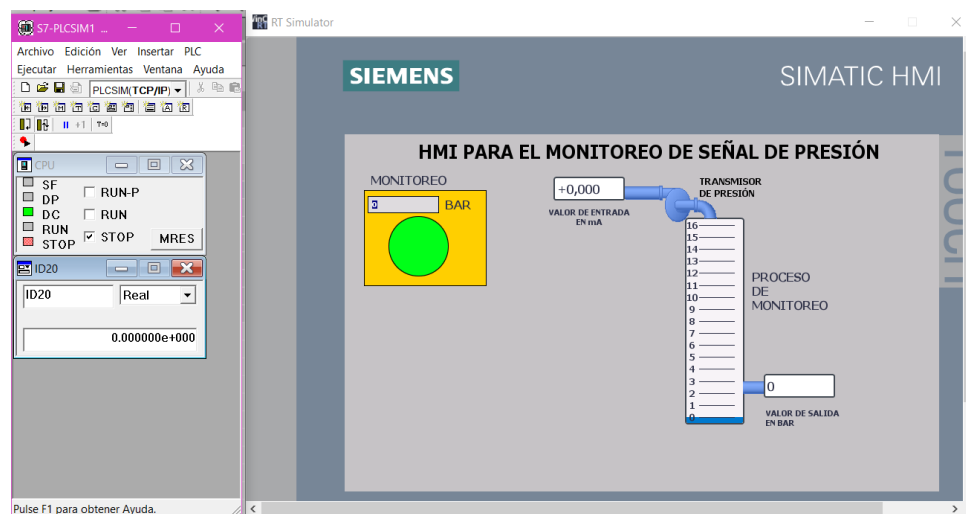 S7-PLCSIM1 ...
Archivo Edición Ver Insertar PLC
Ejecutar Herramientas Ventana Ayuda
PLCSIM(TCP/IP)
+1 T=0
CPU
SF
DP
DC
RUN
STOP
RUN-P
RUN
STOP
MRES
ID20
ID20 Real
0.000000e+000
Pulse F1 para obtener Ayuda.
RT Simulator
SIEMENS
SIMATIC HMI
TOUCH
HMI PARA EL MONITOREO DE SEÑAL DE PRESIÓN
MONITOREO
0 BAR
+0,000
VALOR DE ENTRADA
EN mA
TRANSMISOR
DE PRESIÓN
16
15
14
13
12
11
10
9
8
7
6
5
4
3
2
1
0
PROCESO
DE
MONITOREO
0
VALOR DE SALIDA
EN BAR